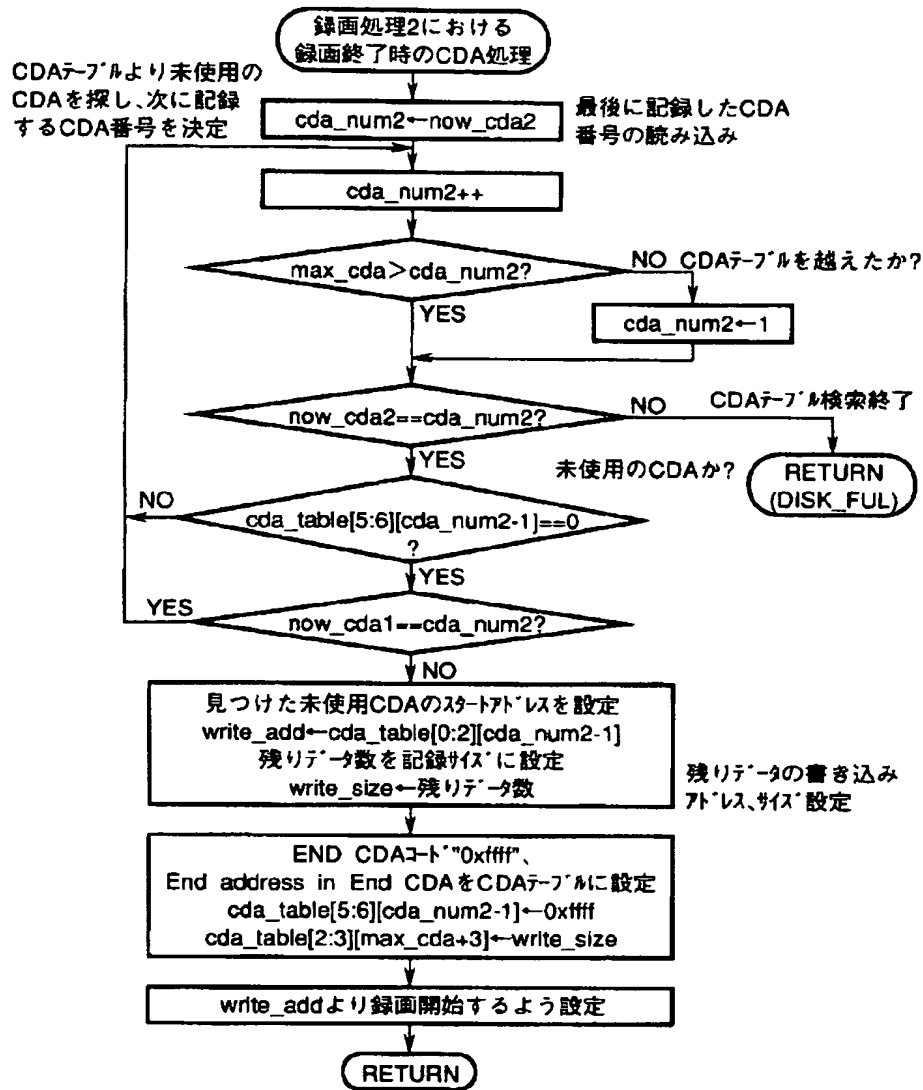 録画処理2における
録画終了時のCDA処理
CDAテーブルより未使用の
CDAを探し、次に記録
するCDA番号を決定
cda_num2←now_cda2
最後に記録したCDA
番号の読み込み
cda_num2++
max_cda>cda_num2?
NO
CDAテーブルを越えたか?
YES
cda_num2←1
now_cda2==cda_num2?
NO
CDAテーブル検索終了
YES
RETURN
(DISK_FUL)
未使用のCDAか?
NO
cda_table[5:6][cda_num2-1]==0
?
YES
YES
now_cda1==cda_num2?
NO
見つけた未使用CDAのスタートアドレスを設定
write_add←cda_table[0:2][cda_num2-1]
残りデータ数を記録サイズに設定
write_size←残りデータ数
残りデータの書き込み
アドレス、サイズ設定
END CDAコード"0xffff"、
End address in End CDAをCDAテーブルに設定
cda_table[5:6][cda_num2-1]←0xffff
cda_table[2:3][max_cda+3]←write_size
write_addより録画開始するよう設定
RETURN